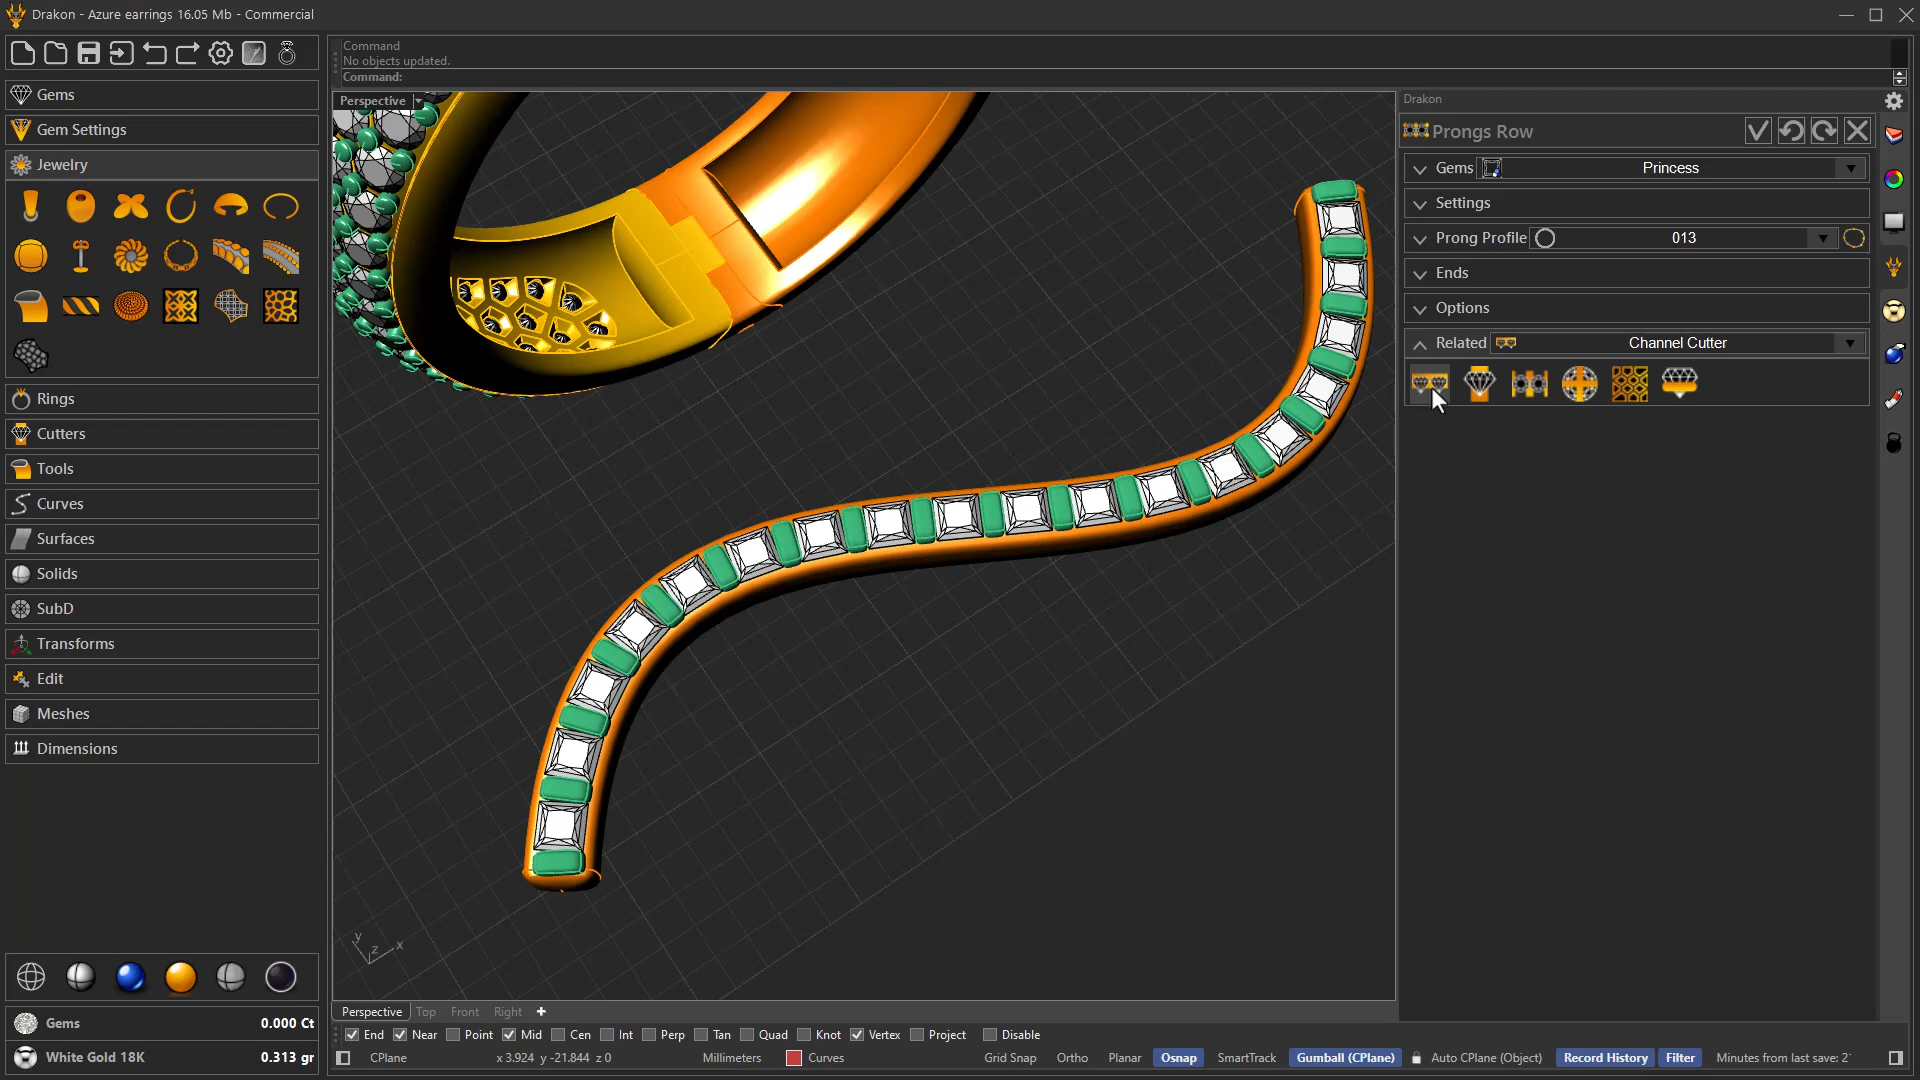 Drakon - Azure earrings 16.05 Mb - Commercial
Command
No objects updated.
Command:
Gems
Gem Settings
Jewelry
Rings
Cutters
Tools
Curves
Surfaces
Solids
SubD
Transforms
Edit
Meshes
Dimensions
Gems 0.000 Ct
White Gold 18K 0.313 gr
Perspective
y
z
x
Perspective Top Front Right
End Near Point Mid Cen Int Perp Tan Quad Knot Vertex Project Disable
CPlane x 3.924 y -21.844 z 0 Millimeters Curves Grid Snap Ortho Planar Osnap SmartTrack Gumball (CPlane) Auto CPlane (Object) Record History Filter Minutes from last save: 2
Drakon
Prongs Row
Gems Princess
Settings
Prong Profile 013
Ends
Options
Related Channel Cutter